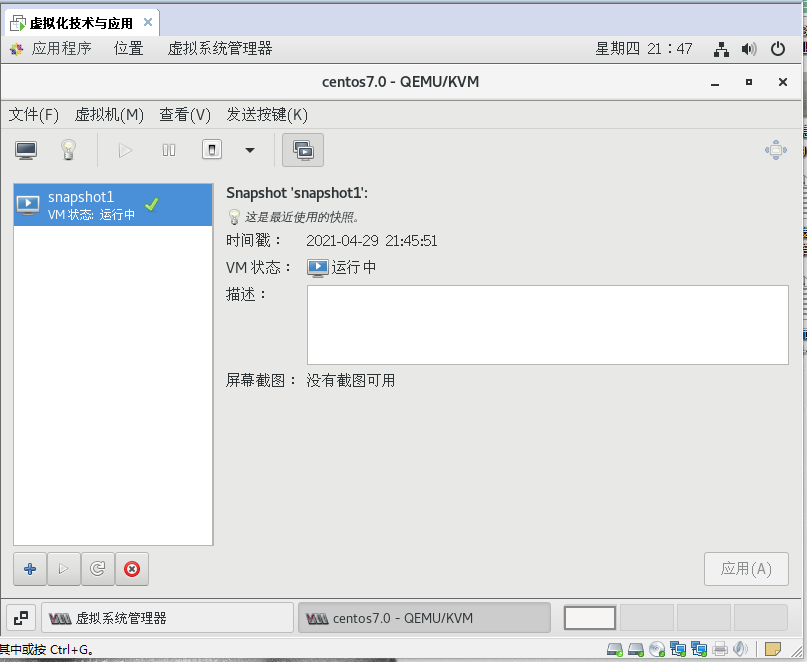 虚拟化技术与应用
应用程序 位置 虚拟系统管理器 星期四 21：47
centos7.0 - QEMU/KVM
文件(F) 虚拟机(M) 查看(V) 发送按键(K)
snapshot1
VM 状态: 运行中
Snapshot 'snapshot1':
这是最近使用的快照。
时间戳： 2021-04-29 21:45:51
VM 状态： 运行中
描述：
屏幕截图： 没有截图可用
应用(A)
虚拟系统管理器 centos7.0 - QEMU/KVM
其中或按 Ctrl+G。